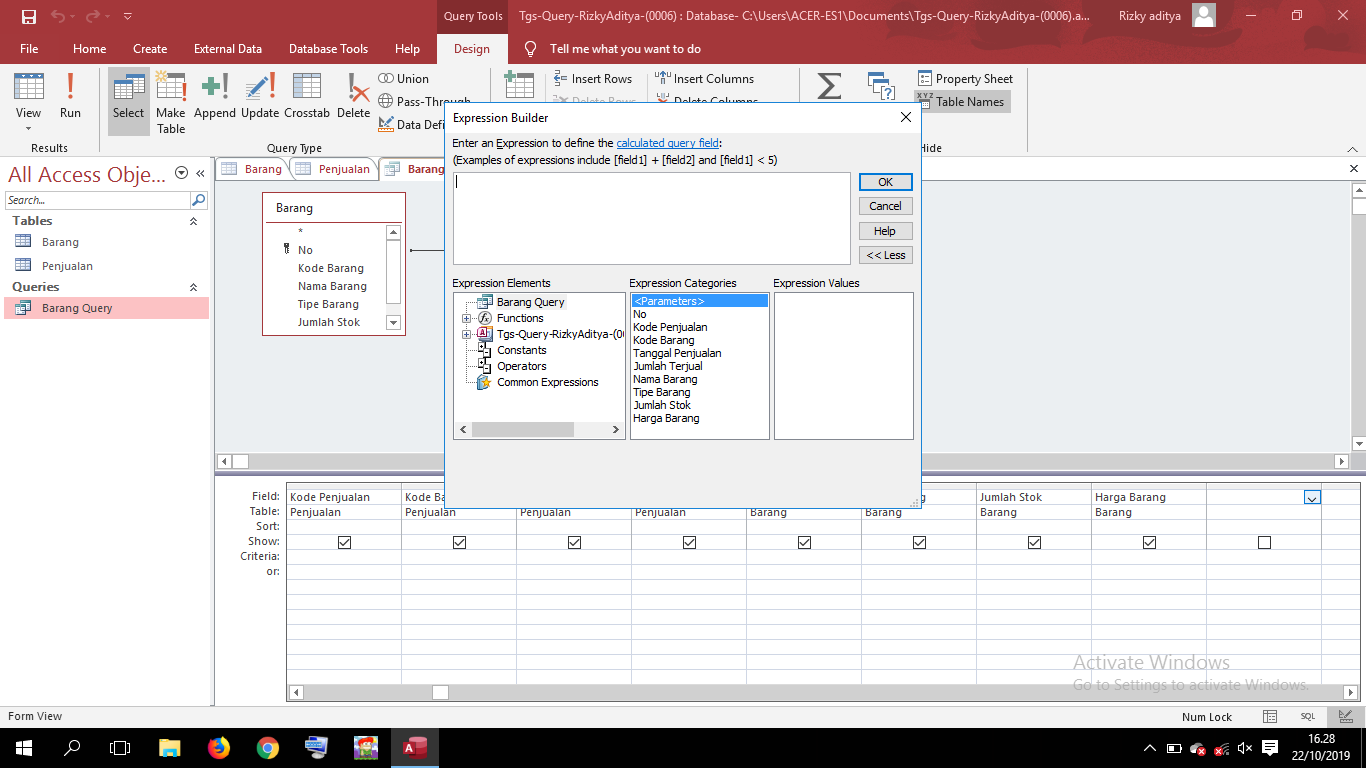 Query Tools
Tgs-Query-RizkyAditya-(0006) : Database- C:\Users\ACER-ES1\Documents\Tgs-Query-RizkyAditya-(0006).a...
Rizky aditya
File Home Create External Data Database Tools Help Design Tell me what you want to do
View
Run
Results
Select
Make Table
Append
Update
Crosstab
Delete
Union
Pass-Through
Data Defi
Query Type
Insert Rows
Delete Rows
Insert Columns
Delete Columns
Property Sheet
Table Names
Hide
All Access Obje...
Search...
Tables
Barang
Penjualan
Queries
Barang Query
Barang
Penjualan
Barang
Barang
*
No
Kode Barang
Nama Barang
Tipe Barang
Jumlah Stok
Expression Builder
Enter an Expression to define the calculated query field:
(Examples of expressions include [field1] + [field2] and [field1] < 5)
OK
Cancel
Help
<< Less
Expression Elements
Barang Query
Functions
Tgs-Query-RizkyAditya-(00
Constants
Operators
Common Expressions
Expression Categories
<Parameters>
No
Kode Penjualan
Kode Barang
Tanggal Penjualan
Jumlah Terjual
Nama Barang
Tipe Barang
Jumlah Stok
Harga Barang
Expression Values
Field: Kode Penjualan Kode Ba g Jumlah Stok Harga Barang
Table: Penjualan Penjualan Penjualan Penjualan Barang Barang Barang Barang
Sort:
Show:
Criteria:
or:
Activate Windows
Go to Settings to activate Windows.
Form View
Num Lock
SQL
16.28
22/10/2019